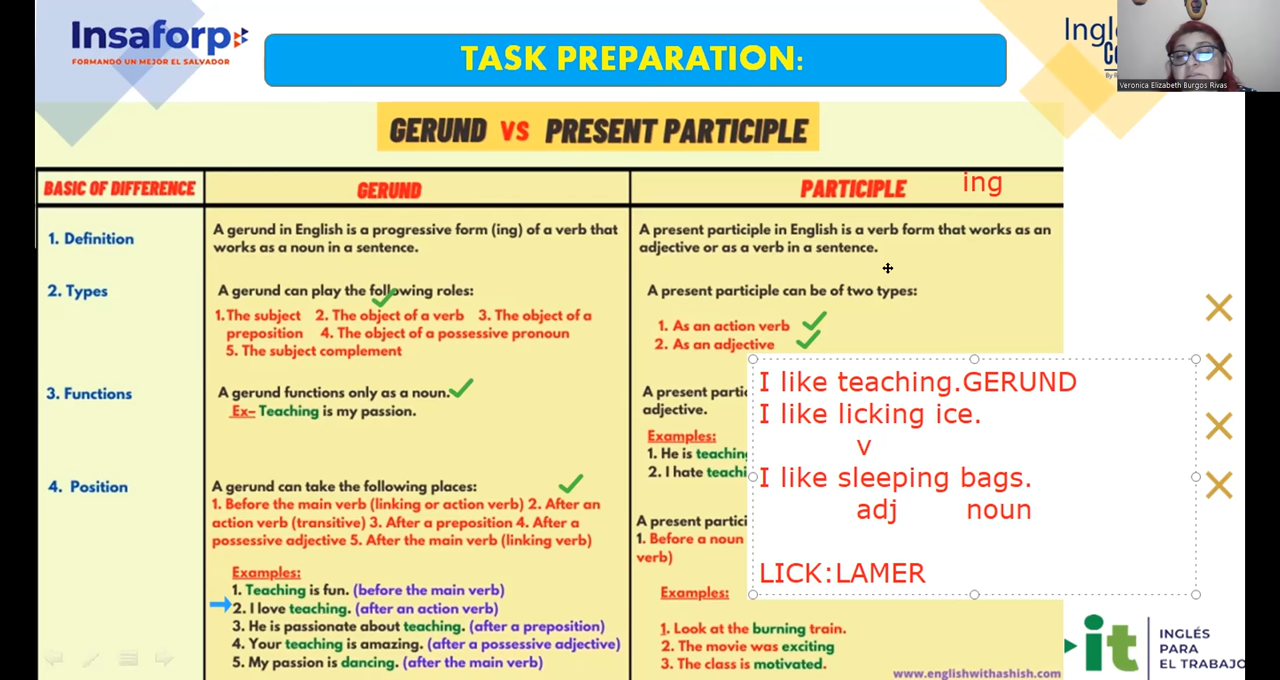 Insaforp
FORMANDO UN MEJOR EL SALVADOR
TASK PREPARATION:
Veronica Elizabeth Burgos Rivas
GERUND VS PRESENT PARTICIPLE
BASIC OF DIFFERENCE
GERUND
PARTICIPLE
ing
1. Definition
A gerund in English is a progressive form (ing) of a verb that
works as a noun in a sentence.
A present participle in English is a verb form that works as an
adjective or as a verb in a sentence.
2. Types
A gerund can play the following roles:
1.The subject 2. The object of a verb 3. The object of a
preposition 4. The object of a possessive pronoun
5. The subject complement
A present participle can be of two types:
1. As an action verb
2. As an adjective
3. Functions
A gerund functions only as a noun.
Ex– Teaching is my passion.
A present
adjective.
Examples:
1. He is teaching
2. I hate
4. Position
A gerund can take the following places:
1. Before the main verb (linking or action verb) 2. After an
action verb (transitive) 3. After a preposition 4. After a
possessive adjective 5. After the main verb (linking verb)
Examples:
1. Teaching is fun. (before the main verb)
2. I love teaching. (after an action verb)
3. He is passionate about teaching. (after a preposition)
4. Your teaching is amazing. (after a possessive adjective)
5. My passion is dancing. (after the main verb)
A present
1. Before a noun
verb)
Examples:
1. Look at the burning train.
2. The movie was exciting
3. The class is motivated.
www.englishwithashish.com
I like teaching.GERUND
I like licking ice.
v
I like sleeping bags.
adj noun
LICK:LAMER
it
INGLÉS
PARA
EL TRABAJO